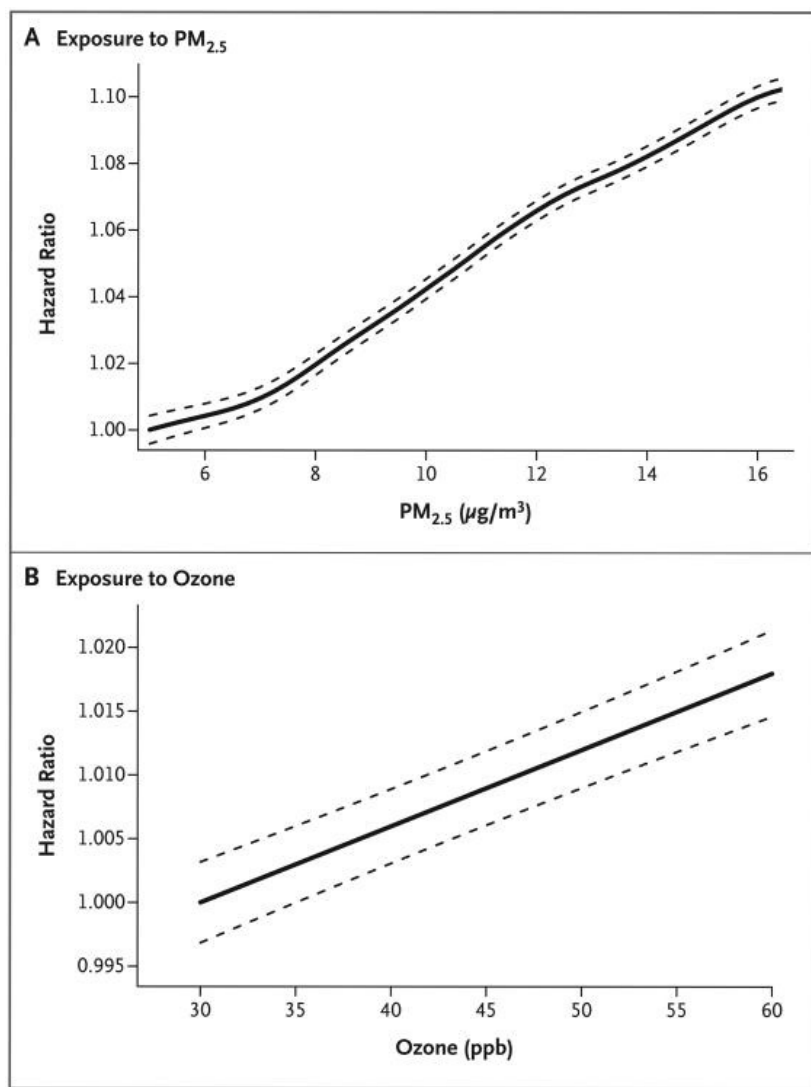 A Exposure to PM2.5
1.10
1.08
1.06
1.04
1.02
1.00
Hazard Ratio
6 8 10 12 14 16
PM2.5 (µg/m³)
B Exposure to Ozone
1.020
1.015
1.010
1.005
1.000
0.995
Hazard Ratio
30 35 40 45 50 55 60
Ozone (ppb)